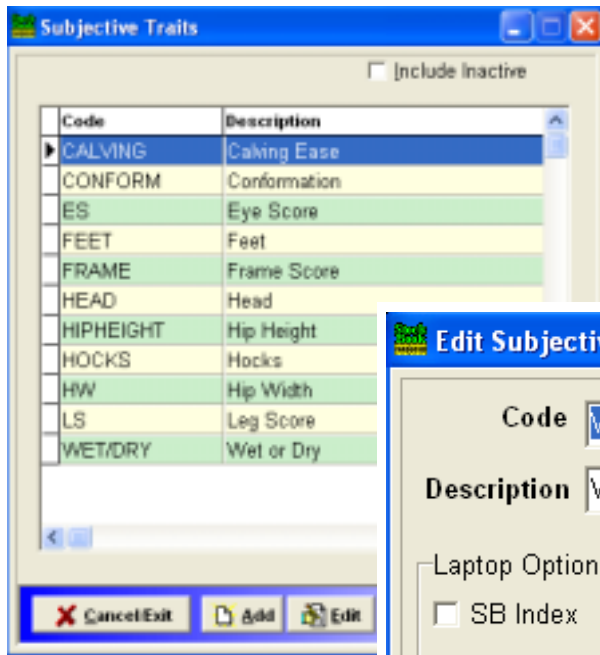 Subjective Traits
Include Inactive
Code Description
CALVING Calving Ease
CONFORM Conformation
ES Eye Score
FEET Feet
FRAME Frame Score
HEAD Head
HIPHEIGHT Hip Height
HOCKS Hocks
HW Hip Width
LS Leg Score
WET/DRY Wet or Dry
Cancel/Exit Add Edit
Edit Subjecti
Code
Description
Laptop Option
SB Index